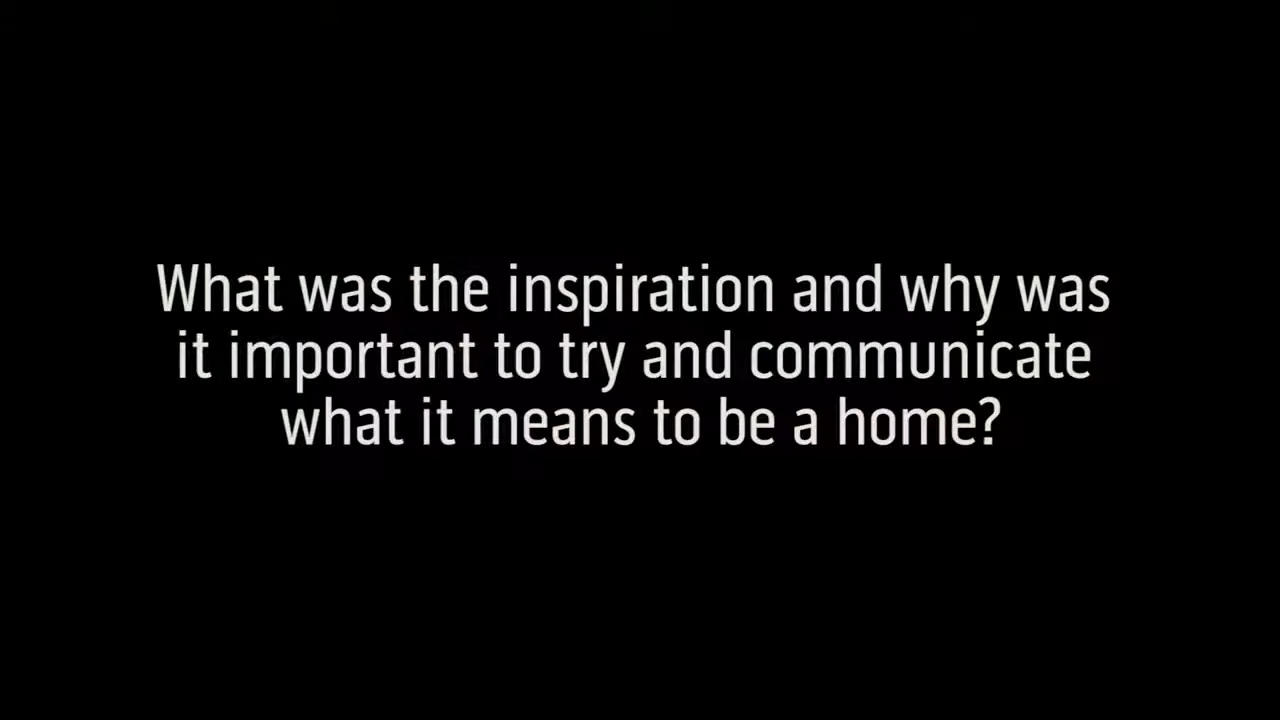 What was the inspiration and why was
it important to try and communicate
what it means to be a home?